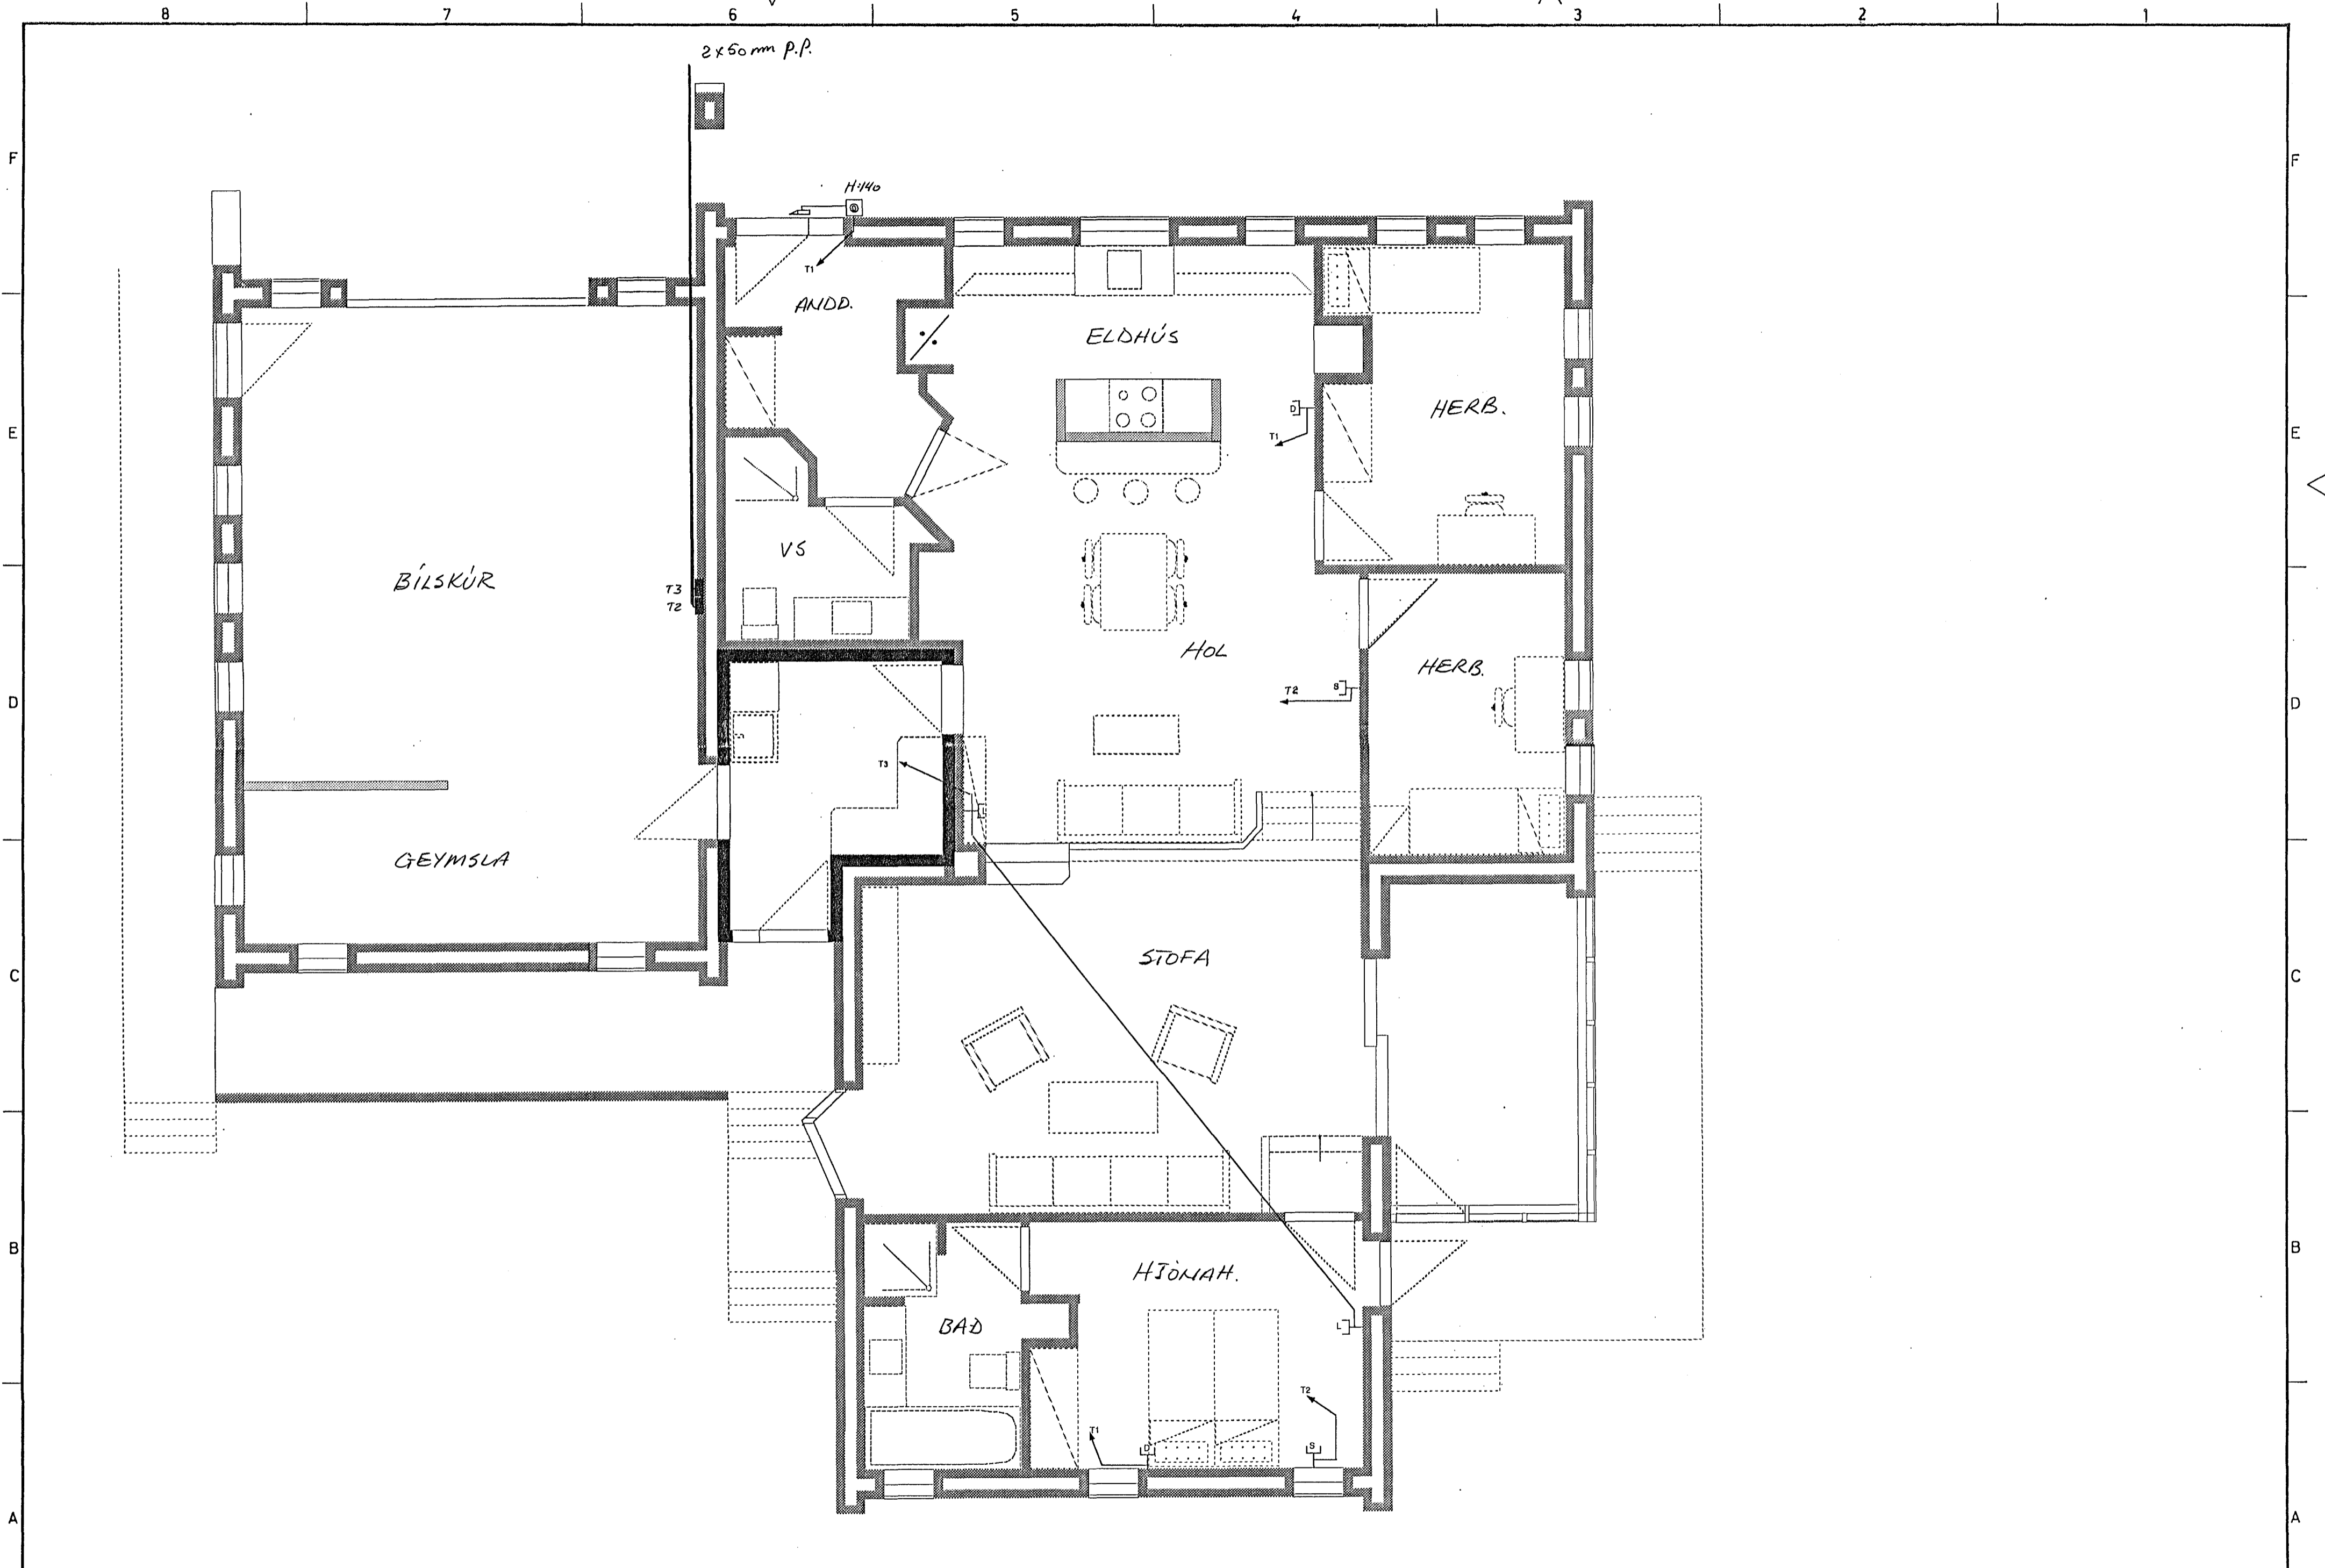 8 7 6 5 4 3 2 1
2x50mm p.p.
F F
H:140
T1
ANDD.
ELDHÚS
D
T1
HERB.
E E
VS
BÍLSKÚR
T3
T2
HOL
HERB.
S
T2
D D
T3
L
GEYMSLA
STOFA
C C
B B
HJÓNAH.
BAÐ
L
T2
T1
D
S
A A